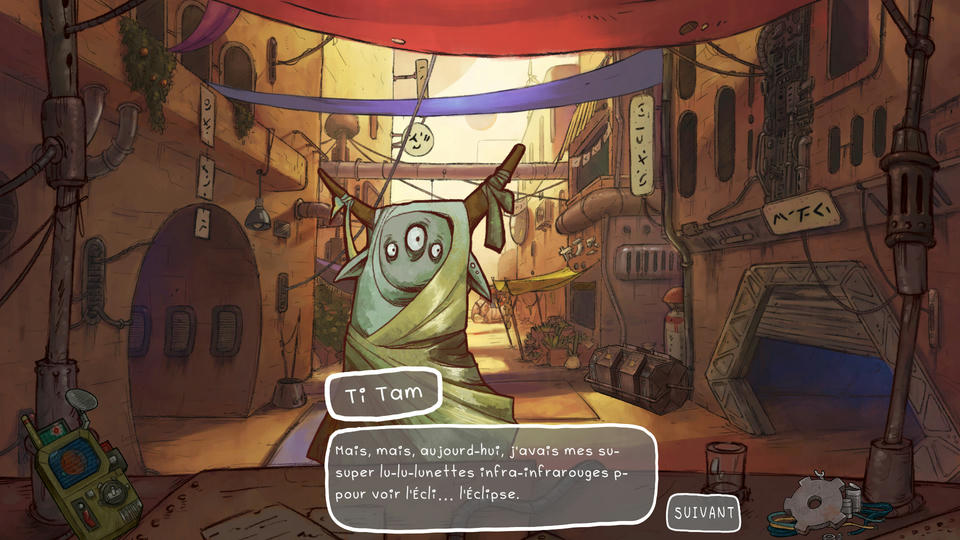 Ti Tam
Mais, mais, aujourd-hui, j'avais mes su-
super lu-lu-lunettes infra-infrarouges p-
pour voir l'Écli... l'Éclipse.
SUIVANT